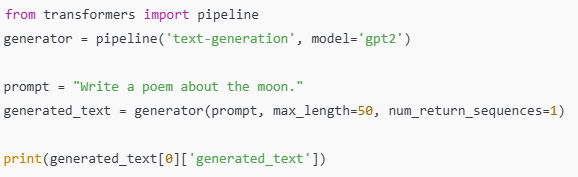 from transformers import pipeline
generator = pipeline('text-generation', model='gpt2')
prompt = "Write a poem about the moon."
generated_text = generator(prompt, max_length=50, num_return_sequences=1)
print(generated_text[0]['generated_text'])